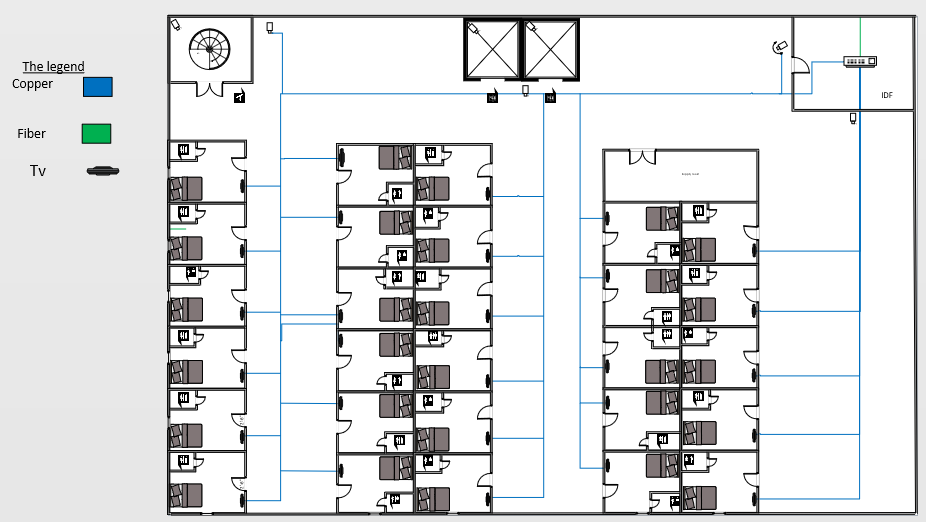 The legend
Copper
Fiber
Tv
IDF